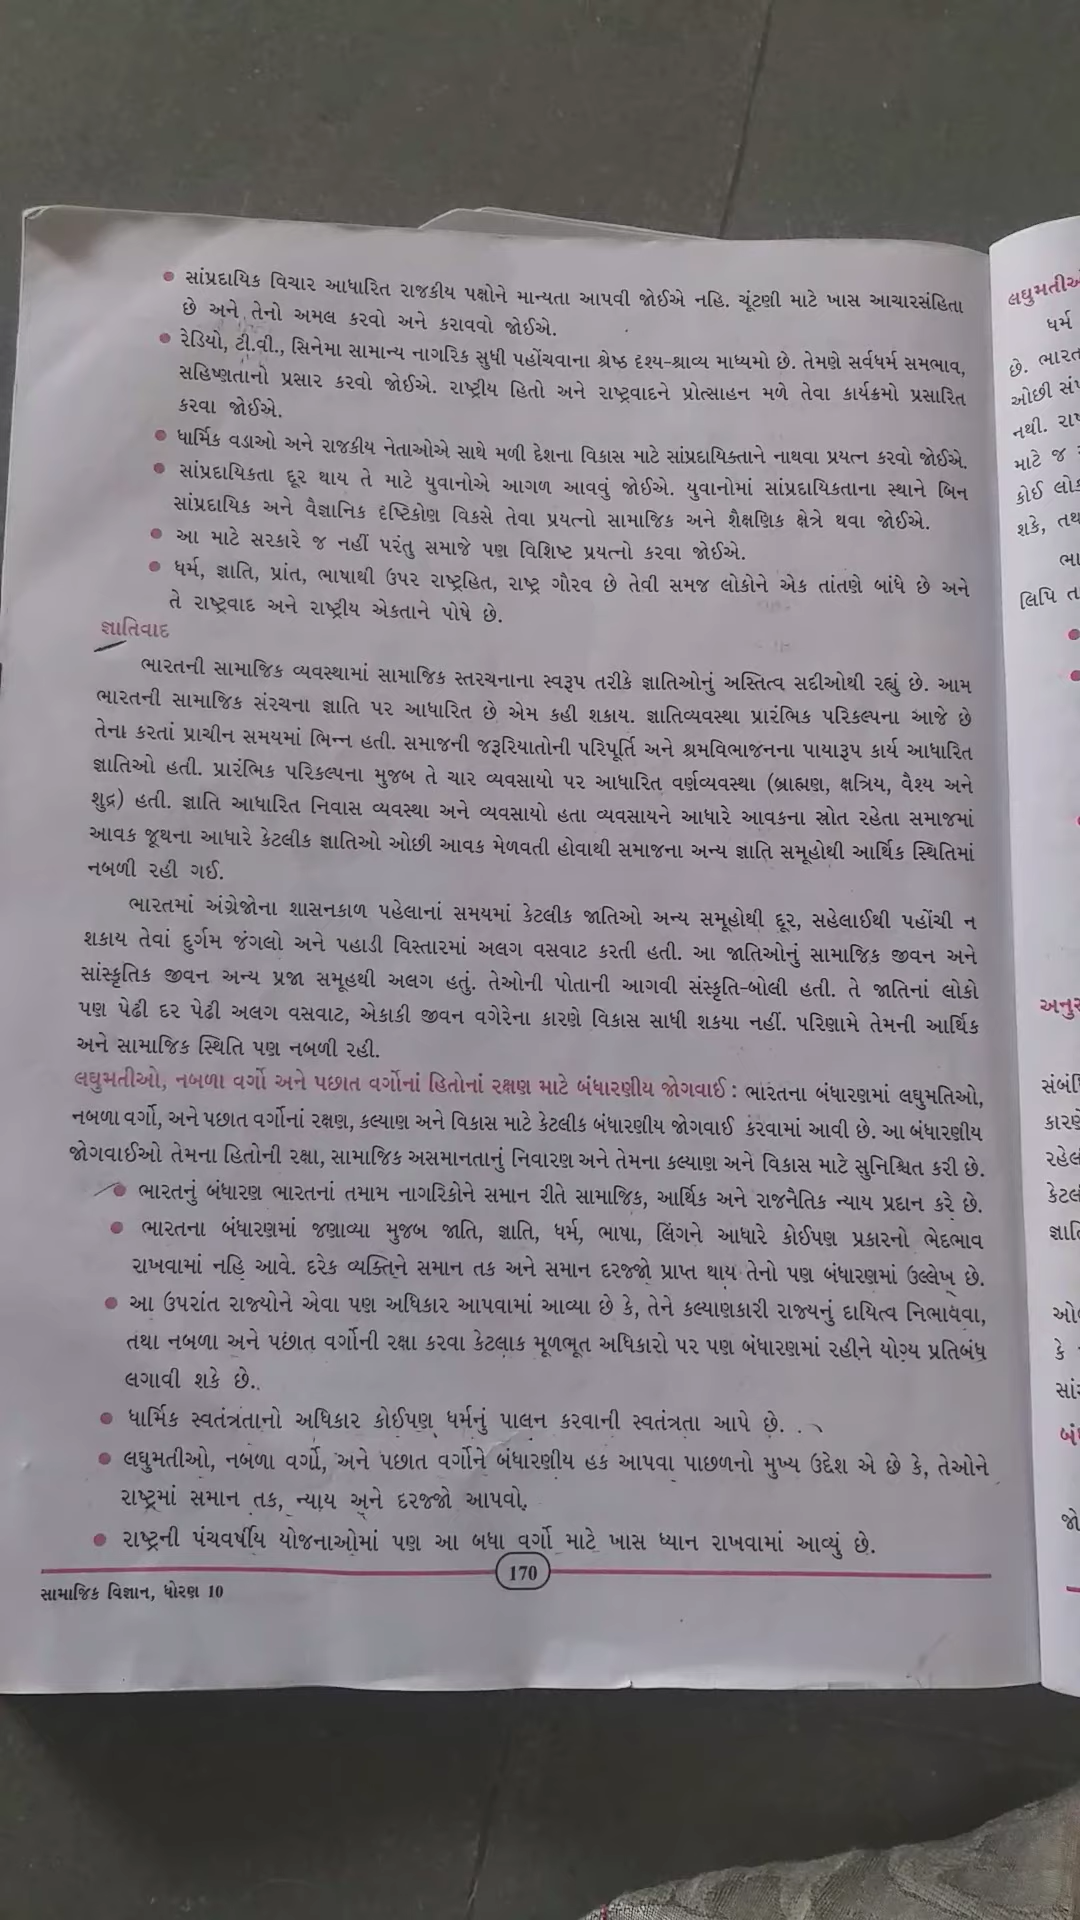 સાંપ્રદાયિક વિચાર આધારિત રાજકીય પક્ષોને માન્યતા આપવી જોઈએ નહિ. ચૂંટણી માટે ખાસ આચારસંહિતા
છે અને તેનો અમલ કરવો અને કરાવવો જોઈએ.
રેડિયો, ટી.વી., સિનેમા સામાન્ય નાગરિક સુધી પહોંચવાના શ્રેષ્ઠ દૃશ્ય-શ્રાવ્ય માધ્યમો છે. તેમણે સર્વધર્મ સમભાવ,
સહિષ્ણતાનો પ્રસાર કરવો જોઈએ. રાષ્ટ્રીય હિતો અને રાષ્ટ્રવાદને પ્રોત્સાહન મળે તેવા કાર્યક્રમો પ્રસારિત
કરવા જોઈએ.
ધાર્મિક વડાઓ અને રાજકીય નેતાઓએ સાથે મળી દેશના વિકાસ માટે સાંપ્રદાયિક્તાને નાથવા પ્રયત્ન કરવો જોઈએ.
સાંપ્રદાયિકતા દૂર થાય તે માટે યુવાનોએ આગળ આવવું જોઈએ. યુવાનોમાં સાંપ્રદાયિકતાના સ્થાને બિન
સાંપ્રદાયિક અને વૈજ્ઞાનિક દૃષ્ટિકોણ વિકસે તેવા પ્રયત્નો સામાજિક અને શૈક્ષણિક ક્ષેત્રે થવા જોઈએ.
આ માટે સરકારે જ નહીં પરંતુ સમાજે પણ વિશિષ્ટ પ્રયત્નો કરવા જોઈએ.
ધર્મ, જ્ઞાતિ, પ્રાંત, ભાષાથી ઉપર રાષ્ટ્રહિત, રાષ્ટ્ર ગૌરવ છે તેવી સમજ લોકોને એક તાંતણે બાંધે છે અને
તે રાષ્ટ્રવાદ અને રાષ્ટ્રીય એકતાને પોષે છે.
જ્ઞાતિવાદ
ભારતની સામાજિક વ્યવસ્થામાં સામાજિક સ્તરચનાના સ્વરૂપ તરીકે જ્ઞાતિઓનું અસ્તિત્વ સદીઓથી રહ્યું છે. આમ
ભારતની સામાજિક સંરચના જ્ઞાતિ પર આધારિત છે એમ કહી શકાય. જ્ઞાતિવ્યવસ્થા પ્રારંભિક પરિકલ્પના આજે છે
તેના કરતાં પ્રાચીન સમયમાં ભિન્ન હતી. સમાજની જરૂરિયાતોની પરિપૂર્તિ અને શ્રમવિભાજનના પાયારૂપ કાર્ય આધારિત
જ્ઞાતિઓ હતી. પ્રારંભિક પરિકલ્પના મુજબ તે ચાર વ્યવસાયો પર આધારિત વર્ણવ્યવસ્થા (બ્રાહ્મણ, ક્ષત્રિય, વૈશ્ય અને
શુદ્ર) હતી. જ્ઞાતિ આધારિત નિવાસ વ્યવસ્થા અને વ્યવસાયો હતા વ્યવસાયને આધારે આવકના સ્રોત રહેતા સમાજમાં
આવક જૂથના આધારે કેટલીક જ્ઞાતિઓ ઓછી આવક મેળવતી હોવાથી સમાજના અન્ય જ્ઞાતિ સમૂહોથી આર્થિક સ્થિતિમાં
નબળી રહી ગઈ.
ભારતમાં અંગ્રેજોના શાસનકાળ પહેલાનાં સમયમાં કેટલીક જાતિઓ અન્ય સમૂહોથી દૂર, સહેલાઈથી પહોંચી ન
શકાય તેવાં દુર્ગમ જંગલો અને પહાડી વિસ્તારમાં અલગ વસવાટ કરતી હતી. આ જાતિઓનું સામાજિક જીવન અને
સાંસ્કૃતિક જીવન અન્ય પ્રજા સમૂહથી અલગ હતું. તેઓની પોતાની આગવી સંસ્કૃતિ-બોલી હતી. તે જાતિનાં લોકો
પણ પેઢી દર પેઢી અલગ વસવાટ, એકાકી જીવન વગેરેના કારણે વિકાસ સાધી શક્યા નહીં. પરિણામે તેમની આર્થિક
અને સામાજિક સ્થિતિ પણ નબળી રહી.
લઘુમતીઓ, નબળા વર્ગો અને પછાત વર્ગોનાં હિતોનાં રક્ષણ માટે બંધારણીય જોગવાઈ : ભારતના બંધારણમાં લઘુમતિઓ,
નબળા વર્ગો, અને પછાત વર્ગોનાં રક્ષણ, કલ્યાણ અને વિકાસ માટે કેટલીક બંધારણીય જોગવાઈ કરવામાં આવી છે. આ બંધારણીય
જોગવાઈઓ તેમના હિતોની રક્ષા, સામાજિક અસમાનતાનું નિવારણ અને તેમના કલ્યાણ અને વિકાસ માટે સુનિશ્ચિત કરી છે.
ભારતનું બંધારણ ભારતનાં તમામ નાગરિકોને સમાન રીતે સામાજિક, આર્થિક અને રાજનૈતિક ન્યાય પ્રદાન કરે છે.
ભારતના બંધારણમાં જણાવ્યા મુજબ જાતિ, જ્ઞાતિ, ધર્મ, ભાષા, લિંગને આધારે કોઈપણ પ્રકારનો ભેદભાવ
રાખવામાં નહિ આવે. દરેક વ્યક્તિને સમાન તક અને સમાન દરજ્જો પ્રાપ્ત થાય તેનો પણ બંધારણમાં ઉલ્લેખ છે.
આ ઉપરાંત રાજ્યોને એવા પણ અધિકાર આપવામાં આવ્યા છે કે, તેને કલ્યાણકારી રાજ્યનું દાયિત્વ નિભાવવા,
તથા નબળા અને પછાત વર્ગોની રક્ષા કરવા કેટલાક મૂળભૂત અધિકારો પર પણ બંધારણમાં રહીને યોગ્ય પ્રતિબંધ
લગાવી શકે છે.
ધાર્મિક સ્વતંત્રતાનો અધિકાર કોઈપણ ધર્મનું પાલન કરવાની સ્વતંત્રતા આપે છે.
લઘુમતીઓ, નબળા વર્ગો, અને પછાત વર્ગોને બંધારણીય હક આપવા પાછળનો મુખ્ય ઉદ્દેશ એ છે કે, તેઓને
રાષ્ટ્રમાં સમાન તક, ન્યાય અને દરજ્જો આપવો.
રાષ્ટ્રની પંચવર્ષીય યોજનાઓમાં પણ આ બધા વર્ગો માટે ખાસ ધ્યાન રાખવામાં આવ્યું છે.
170
સામાજિક વિજ્ઞાન, ધોરણ 10
ધર્મ
છે. ભારત
નથી. રાષ્
માટે જ
કોઈ લોક
શકે, તથ
લિપિ ત
કારણે
કે